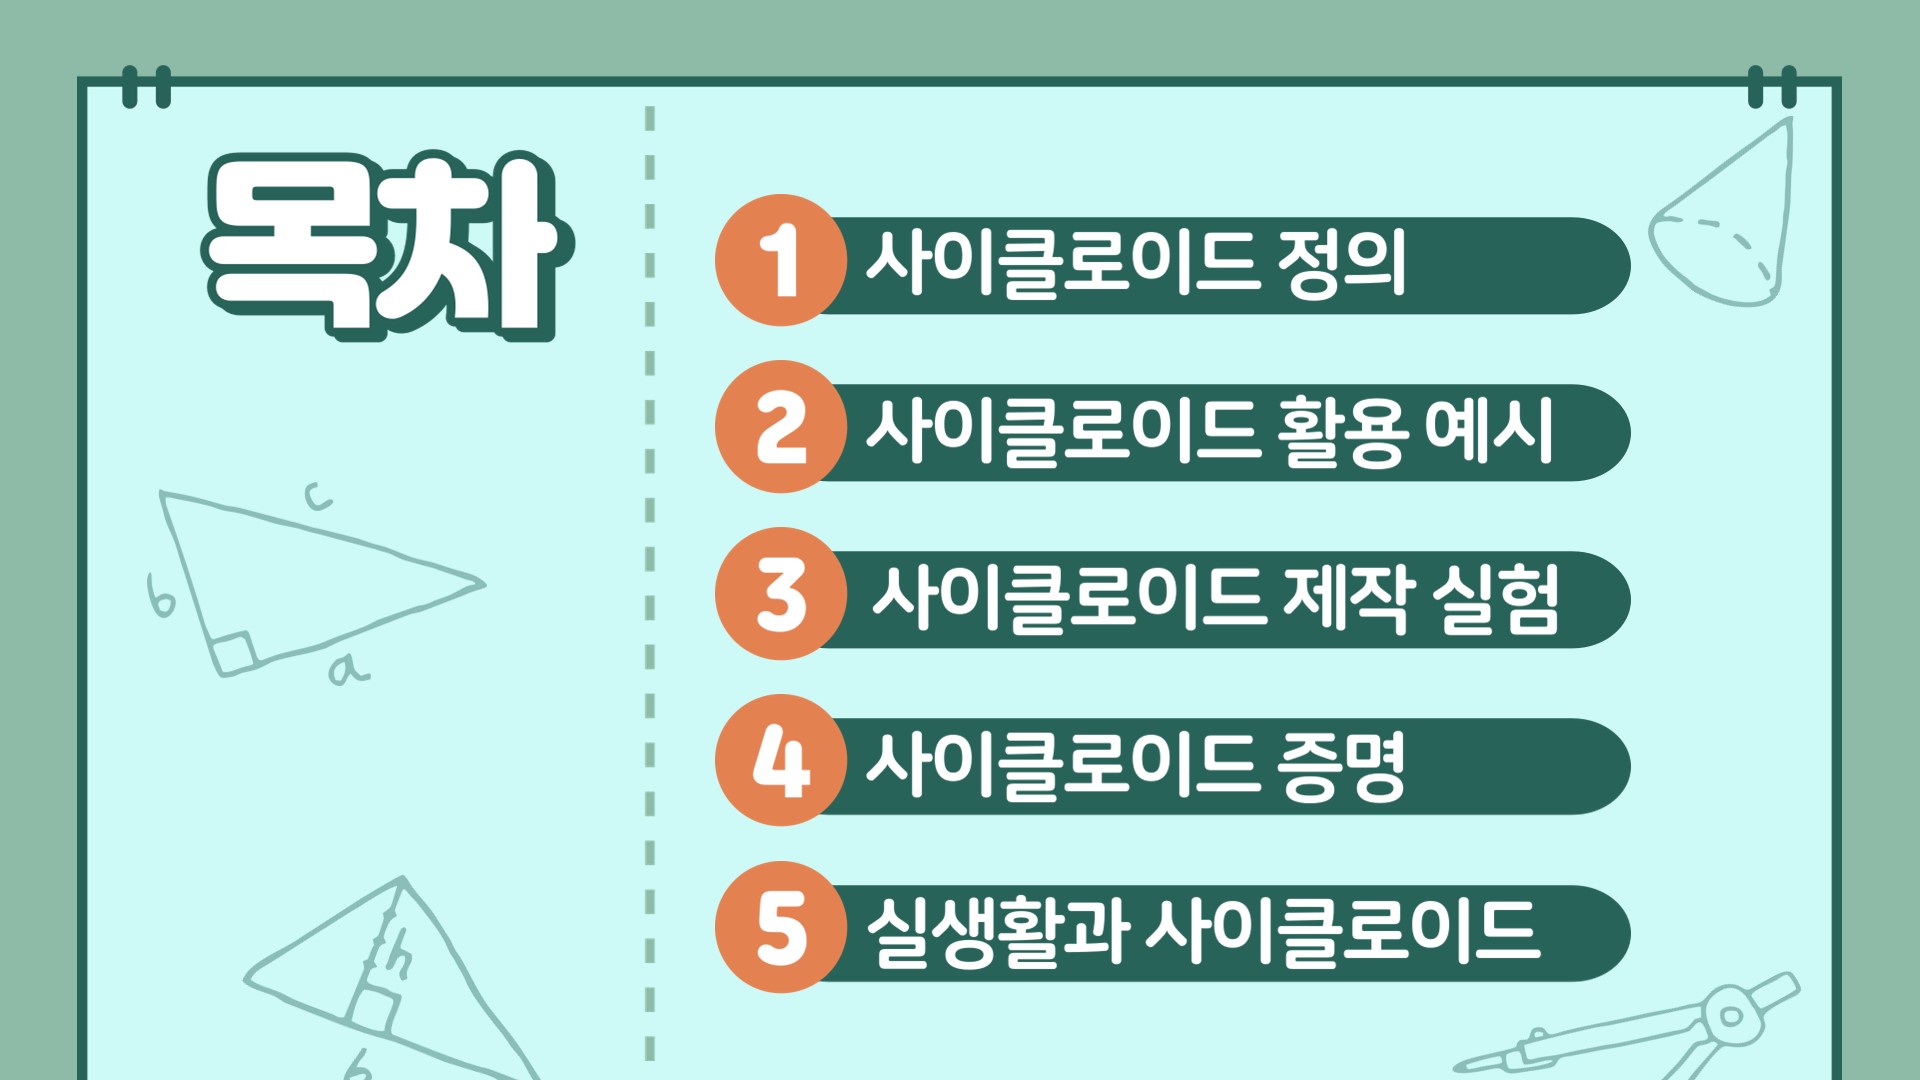 목차
1 사이클로이드 정의
2 사이클로이드 활용 예시
3 사이클로이드 제작 실험
4 사이클로이드 증명
5 실생활과 사이클로이드
c
b
a
h
b